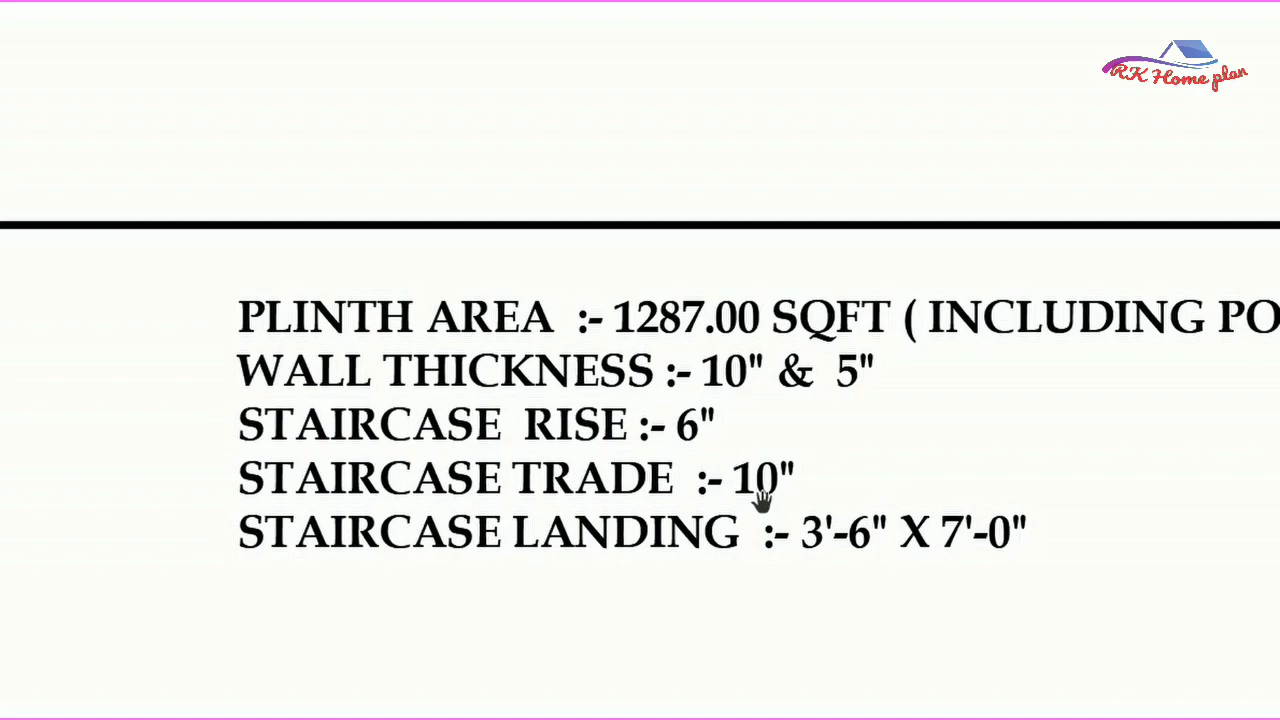 RK Home plan
PLINTH AREA :- 1287.00 SQFT ( INCLUDING PO
WALL THICKNESS :- 10" & 5"
STAIRCASE RISE :- 6"
STAIRCASE TRADE :- 10"
STAIRCASE LANDING :- 3'-6" X 7'-0"